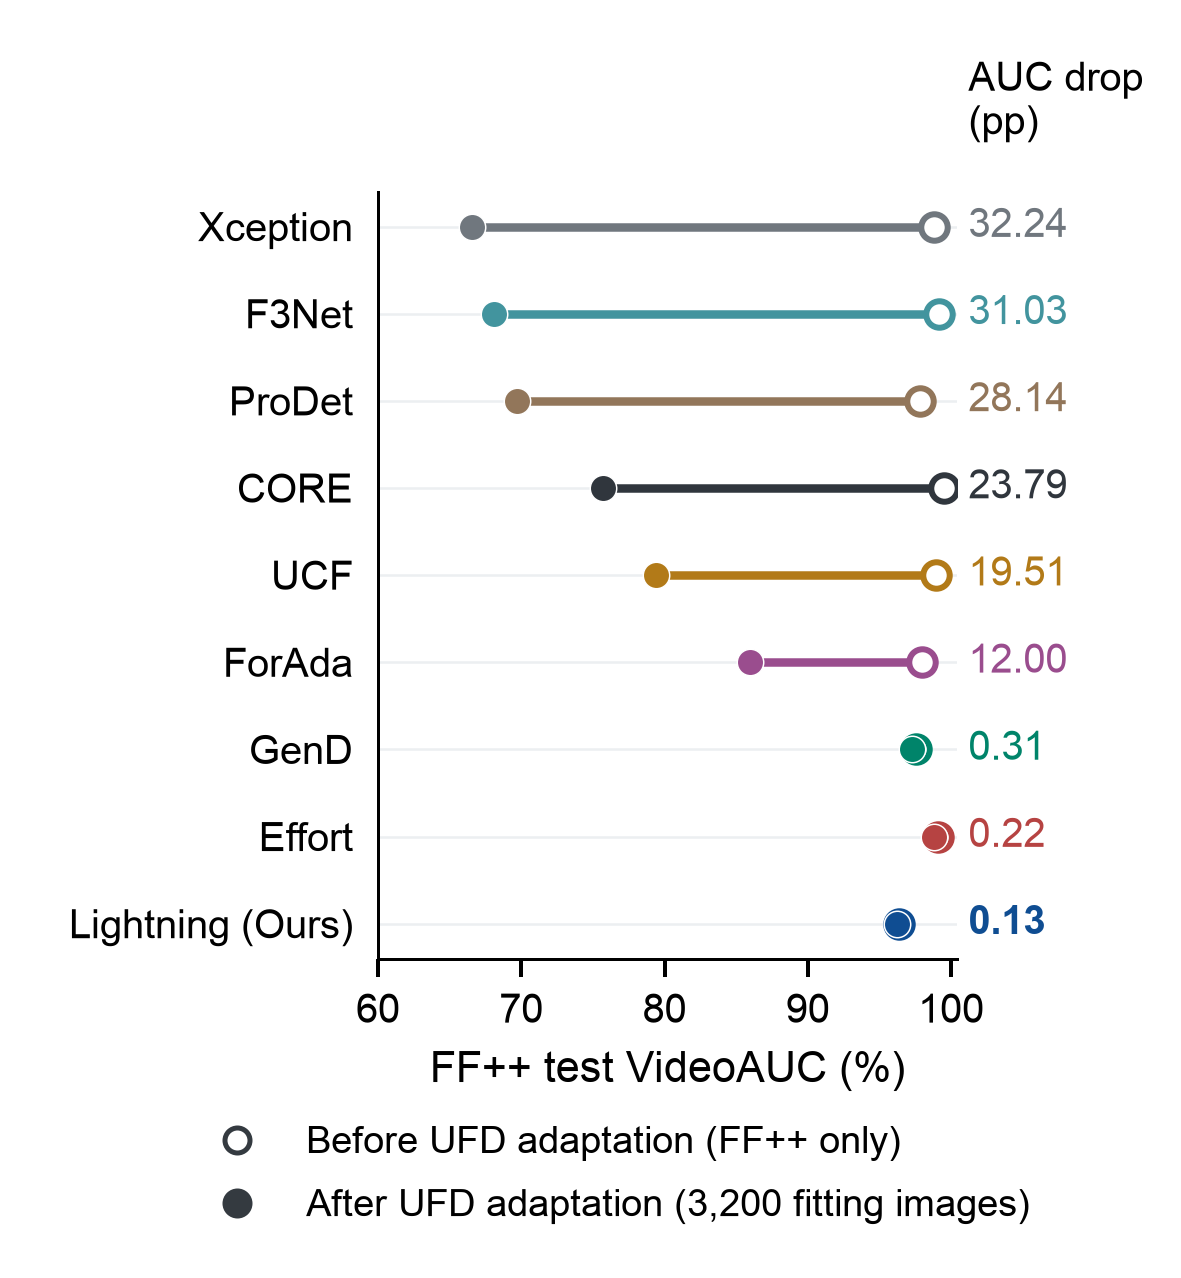 AUC drop
(pp)
Xception 32.24
F3Net 31.03
ProDet 28.14
CORE 23.79
UCF 19.51
ForAda 12.00
GenD 0.31
Effort 0.22
Lightning (Ours) 0.13
60 70 80 90 100
FF++ test VideoAUC (%)
Before UFD adaptation (FF++ only)
After UFD adaptation (3,200 fitting images)